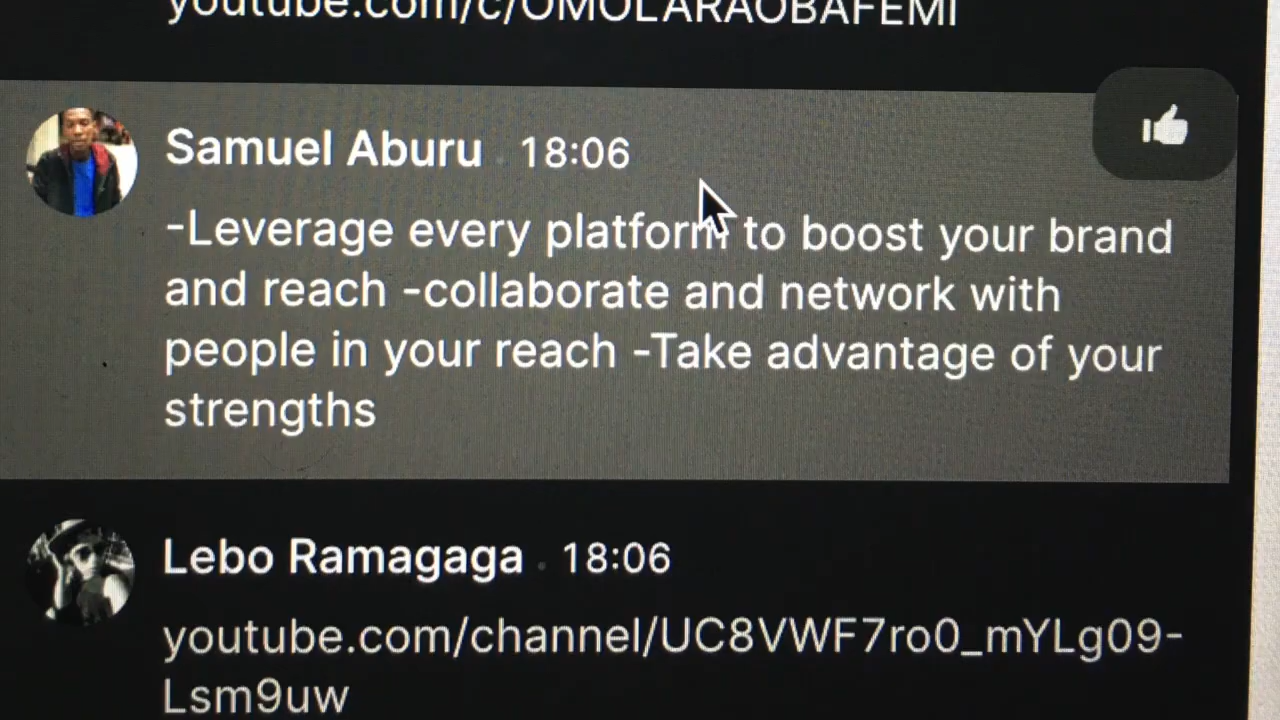 youtube.com/c/OMOLARAOBAFEMI
Samuel Aburu 18:06
-Leverage every platform to boost your brand
and reach -collaborate and network with
people in your reach -Take advantage of your
strengths
Lebo Ramagaga · 18:06
youtube.com/channel/UC8VWF7ro0_mYLg09-
Lsm9uw